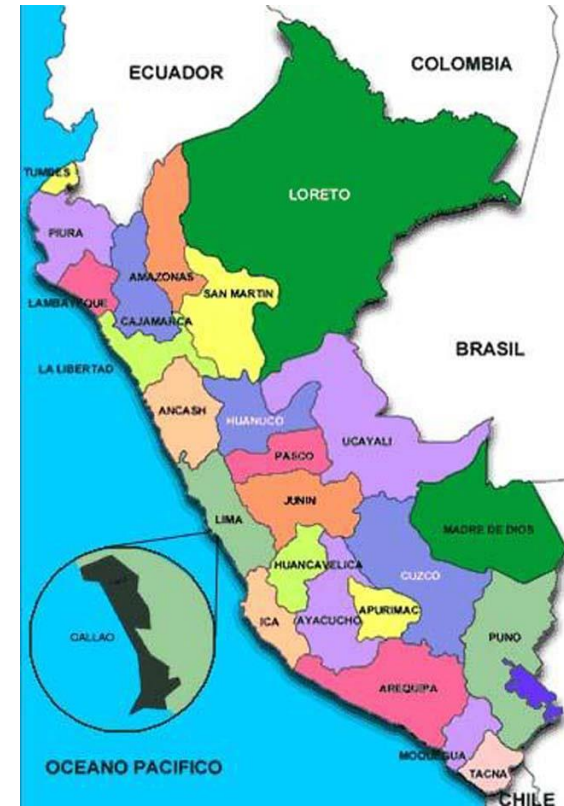 COLOMBIA
ECUADOR
TUMBES
LORETO
PIURA
AMAZONAS
SAN MARTIN
LAMBAYEQUE
CAJAMARCA
BRASIL
LA LIBERTAD
ANCASH
HUANUCO
UCAYALI
PASCO
JUNIN
LIMA
MADRE DE DIOS
HUANCAVELICA
CUZCO
APURIMAC
ICA
AYACUCHO
CALLAO
PUNO
AREQUIPA
MOQUEGUA
OCEANO PACIFICO
TACNA
CHILE